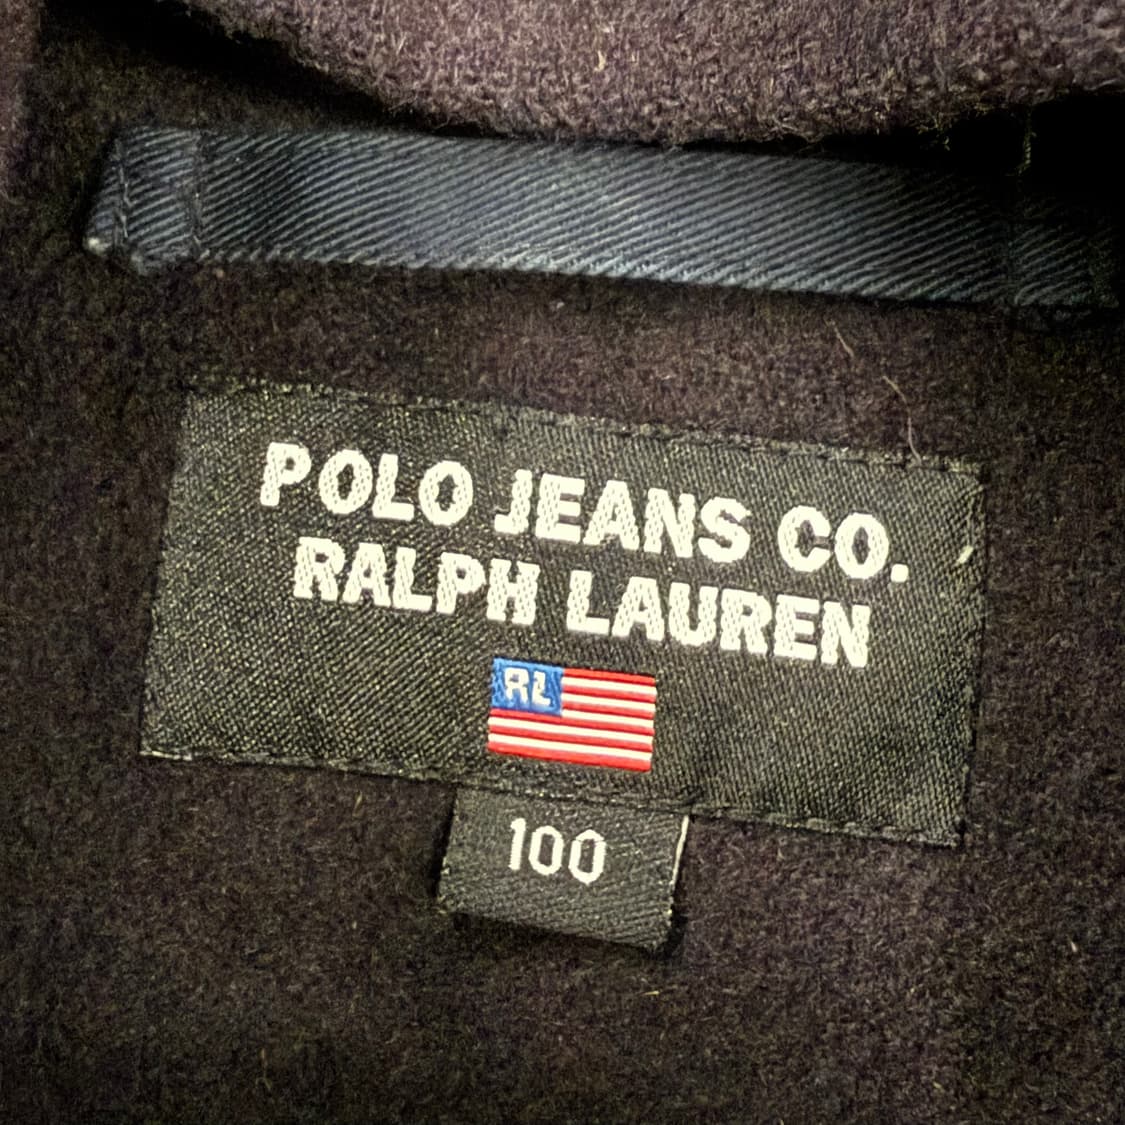 POLO JEANS CO.
RALPH LAUREN
RL
100